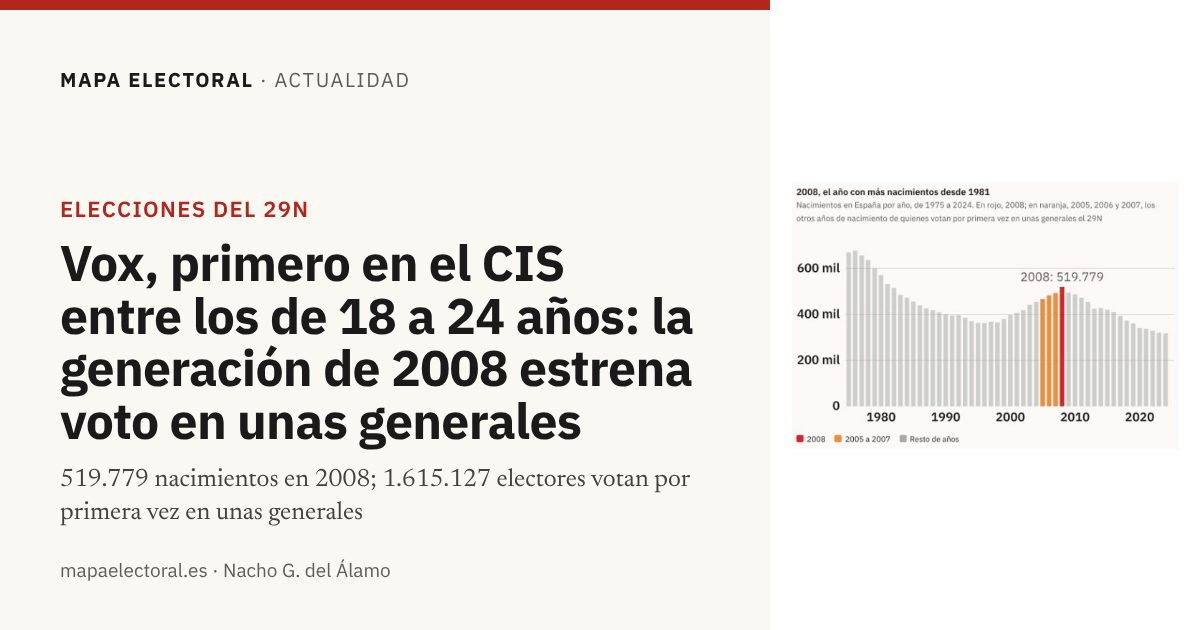 MAPA ELECTORAL · ACTUALIDAD
ELECCIONES DEL 29N
Vox, primero en el CIS
entre los de 18 a 24 años: la
generación de 2008 estrena
voto en unas generales
519.779 nacimientos en 2008; 1.615.127 electores votan por
primera vez en unas generales
mapaelectoral.es · Nacho G. del Álamo
2008, el año con más nacimientos desde 1981
Nacimientos en España por año, de 1975 a 2024. En rojo, 2008; en naranja, 2005, 2006 y 2007, los
otros años de nacimiento de quienes votan por primera vez en unas generales el 29N
600 mil
2008: 519.779
400 mil
200 mil
0
1980 1990 2000 2010 2020
2008 2005 a 2007 Resto de años